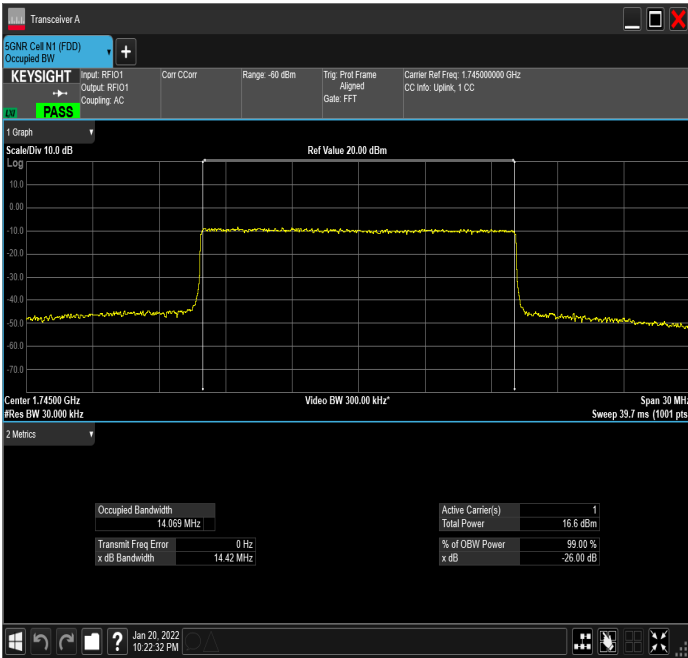 Transceiver A
5GNR Cell N1 (FDD)
Occupied BW
+
KEYSIGHT
Input: RFIO1
Output: RFIO1
Coupling: AC
Corr CCorr
Range: -60 dBm
Trig: Prot Frame
Aligned
Gate: FFT
Carrier Ref Freq: 1.745000000 GHz
CC Info: Uplink, 1 CC
PASS
1 Graph
Scale/Div 10.0 dB
Ref Value 20.00 dBm
Log
10.0
0.00
-10.0
-20.0
-30.0
-40.0
-50.0
-60.0
-70.0
Center 1.74500 GHz
Video BW 300.00 kHz*
Span 30 MHz
#Res BW 30.000 kHz
Sweep 39.7 ms (1001 pts
2 Metrics
Occupied Bandwidth
14.069 MHz
Transmit Freq Error 0 Hz
x dB Bandwidth 14.42 MHz
Active Carrier(s) 1
Total Power 16.6 dBm
% of OBW Power 99.00 %
x dB -26.00 dB
?
Jan 20, 2022
10:22:32 PM